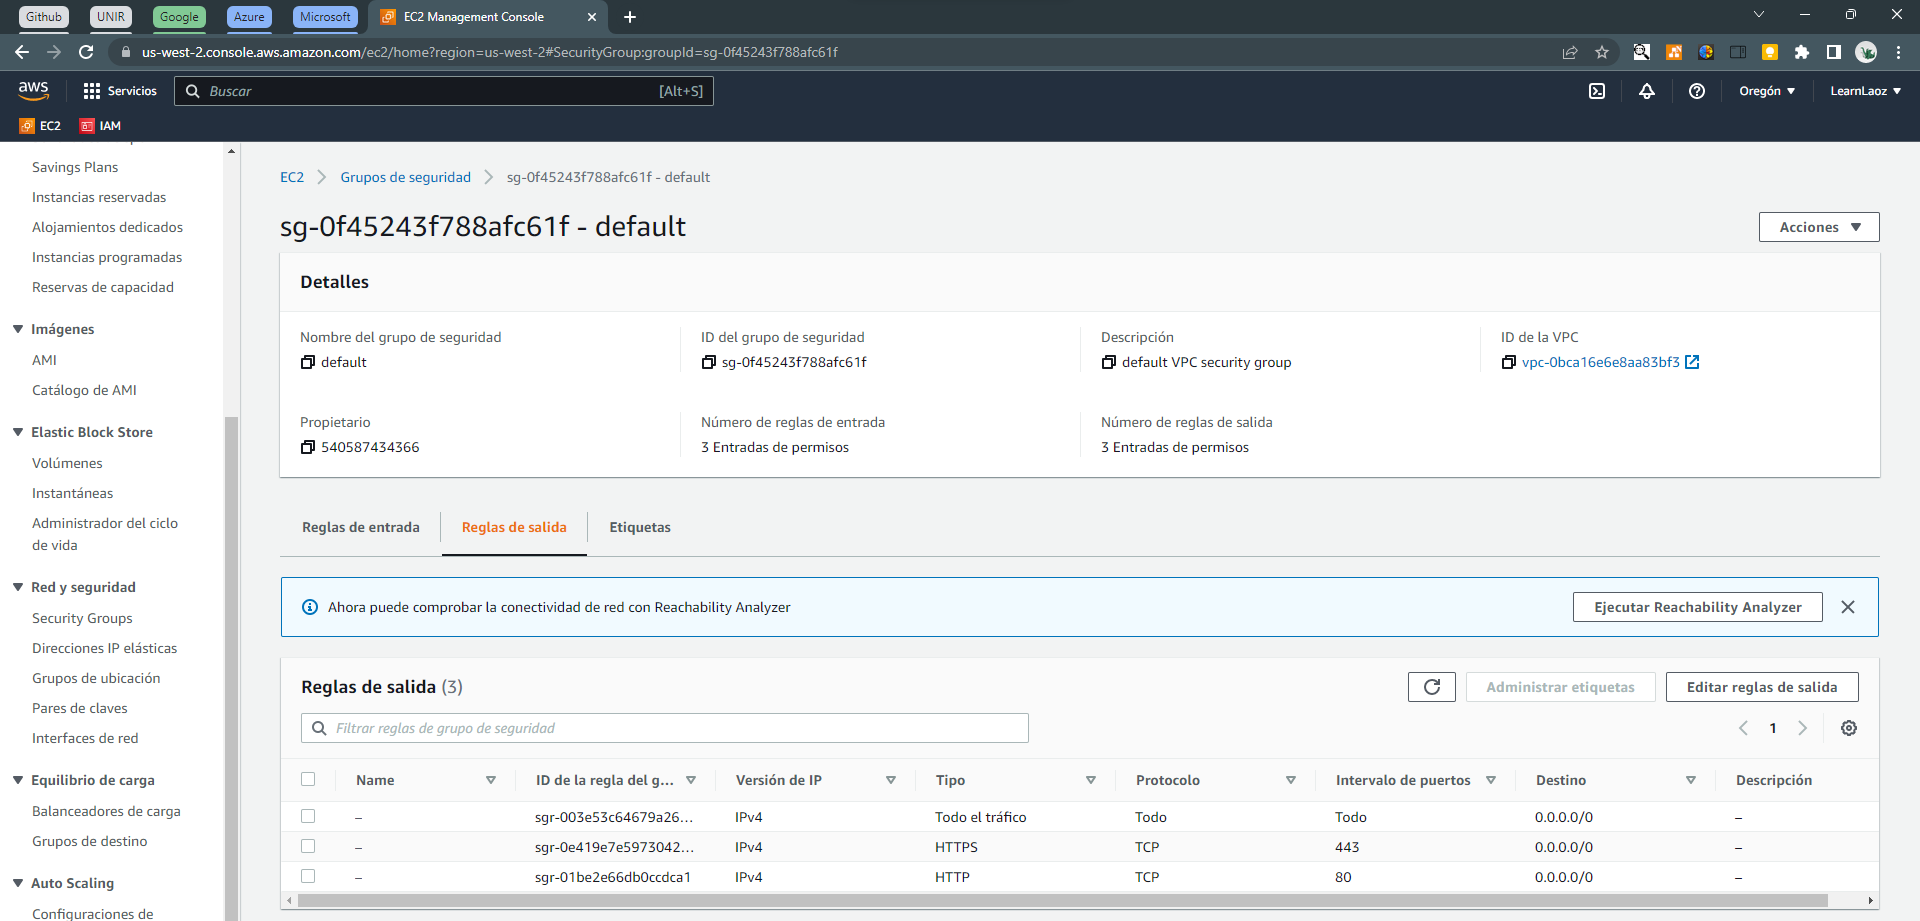 Github
UNIR
Google
Azure
Microsoft
EC2 Management Console
us-west-2.console.aws.amazon.com/ec2/home?region=us-west-2#SecurityGroup:groupId=sg-0f45243f788afc61f
aws
Servicios
Buscar
[Alt+S]
Oregón
LearnLaoz
EC2
IAM
Savings Plans
Instancias reservadas
Alojamientos dedicados
Instancias programadas
Reservas de capacidad
Imágenes
AMI
Catálogo de AMI
Elastic Block Store
Volúmenes
Instantáneas
Administrador del ciclo
de vida
Red y seguridad
Security Groups
Direcciones IP elásticas
Grupos de ubicación
Pares de claves
Interfaces de red
Equilibrio de carga
Balanceadores de carga
Grupos de destino
Auto Scaling
Configuraciones de
EC2
Grupos de seguridad
sg-0f45243f788afc61f - default
sg-0f45243f788afc61f - default
Acciones
Detalles
Nombre del grupo de seguridad
default
ID del grupo de seguridad
sg-0f45243f788afc61f
Descripción
default VPC security group
ID de la VPC
vpc-0bca16e6e8aa83bf3
Propietario
540587434366
Número de reglas de entrada
3 Entradas de permisos
Número de reglas de salida
3 Entradas de permisos
Reglas de entrada
Reglas de salida
Etiquetas
Ahora puede comprobar la conectividad de red con Reachability Analyzer
Ejecutar Reachability Analyzer
Reglas de salida (3)
Administrar etiquetas
Editar reglas de salida
Filtrar reglas de grupo de seguridad
1
Name ID de la regla del g... Versión de IP Tipo Protocolo Intervalo de puertos Destino Descripción
– sgr-003e53c64679a26... IPv4 Todo el tráfico Todo Todo 0.0.0.0/0 –
– sgr-0e419e7e5973042... IPv4 HTTPS TCP 443 0.0.0.0/0 –
– sgr-01be2e66db0ccdca1 IPv4 HTTP TCP 80 0.0.0.0/0 –